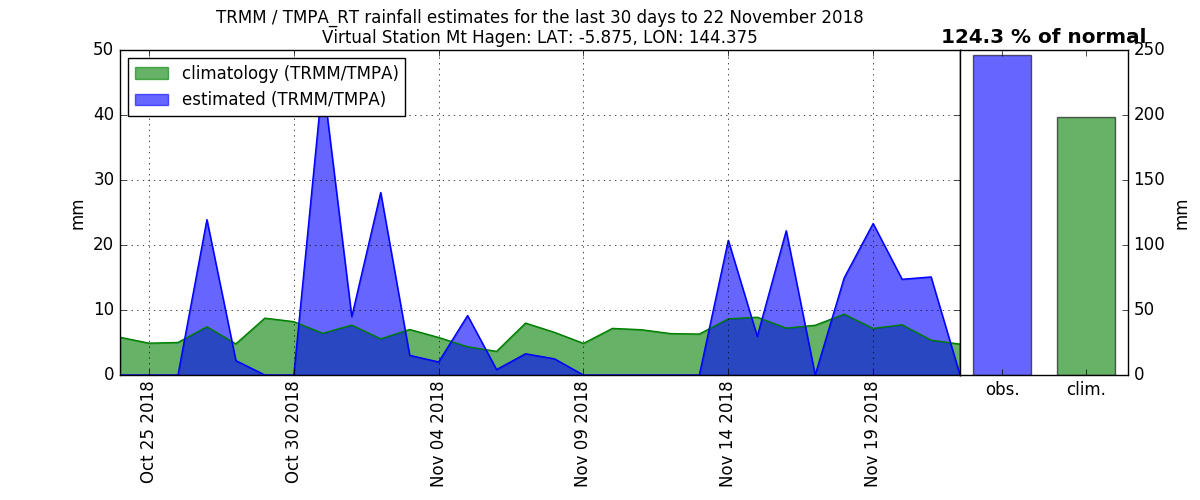 TRMM / TMPA_RT rainfall estimates for the last 30 days to 22 November 2018
Virtual Station Mt Hagen: LAT: -5.875, LON: 144.375
124.3 % of normal
climatology (TRMM/TMPA)
estimated (TRMM/TMPA)
50
40
30
20
10
0
mm
Oct 25 2018
Oct 30 2018
Nov 04 2018
Nov 09 2018
Nov 14 2018
Nov 19 2018
obs.
clim.
250
200
150
100
50
0
mm